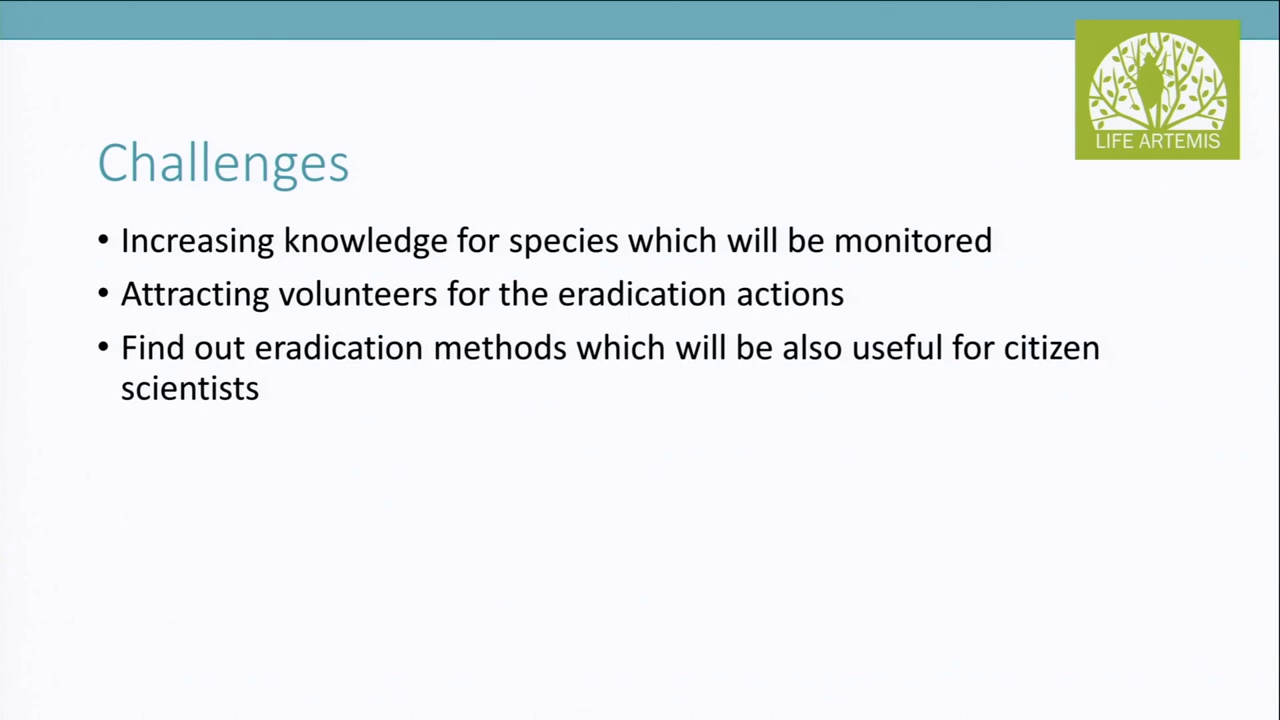 LIFE ARTEMIS
Challenges
• Increasing knowledge for species which will be monitored
• Attracting volunteers for the eradication actions
• Find out eradication methods which will be also useful for citizen
scientists